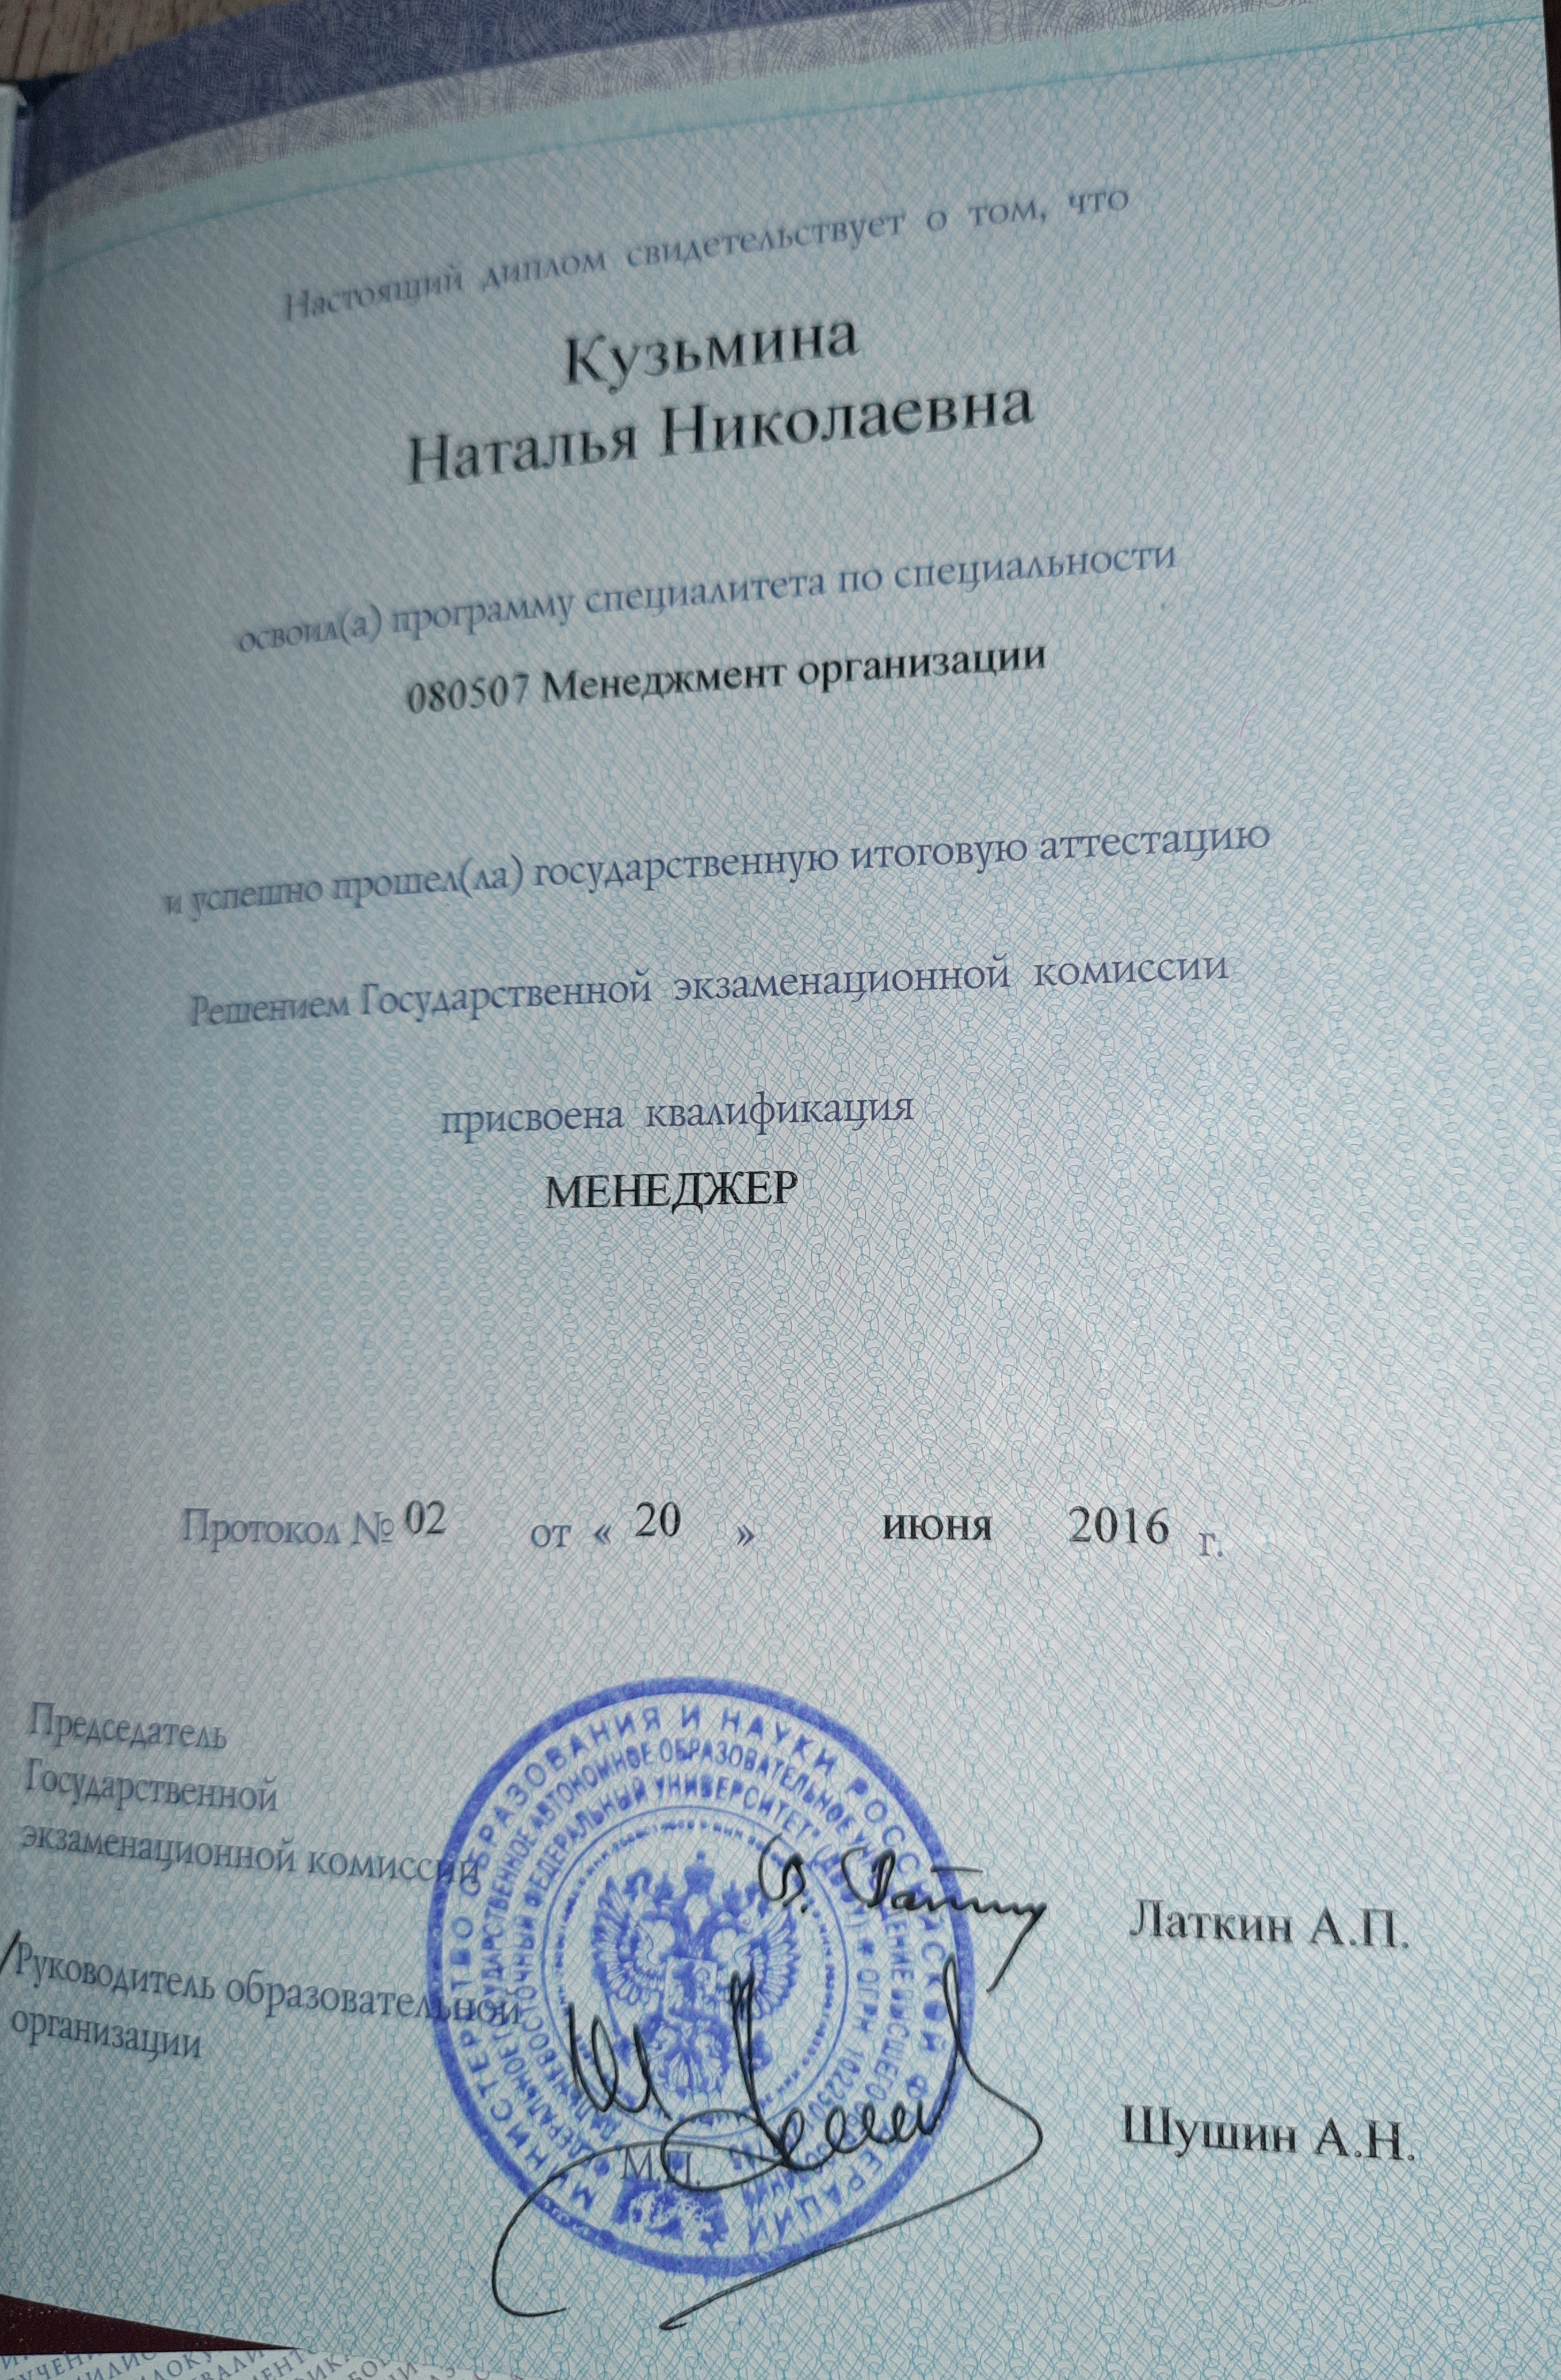 Настоящий диплом свидетельствует о том, что
Кузьмина
Наталья Николаевна
освоил(а) программу специалитета по специальности
080507 Менеджмент организации
и успешно прошел(ла) государственную итоговую аттестацию
Решением Государственной экзаменационной комиссии
присвоена квалификация
МЕНЕДЖЕР
Протокол № 02 от « 20 » июня 2016 г.
Председатель
Государственной
экзаменационной комиссии
Латкин А.П.
Руководитель образовательной
организации
Шушин А.Н.
М.П.
МИНИСТЕРСТВО ОБРАЗОВАНИЯ И НАУКИ РОССИЙСКОЙ ФЕДЕРАЦИИ
ФЕДЕРАЛЬНОЕ ГОСУДАРСТВЕННОЕ АВТОНОМНОЕ ОБРАЗОВАТЕЛЬНОЕ УЧРЕЖДЕНИЕ ВЫСШЕГО
ДАЛЬНЕВОСТОЧНЫЙ ФЕДЕРАЛЬНЫЙ УНИВЕРСИТЕТ"
ОГРН